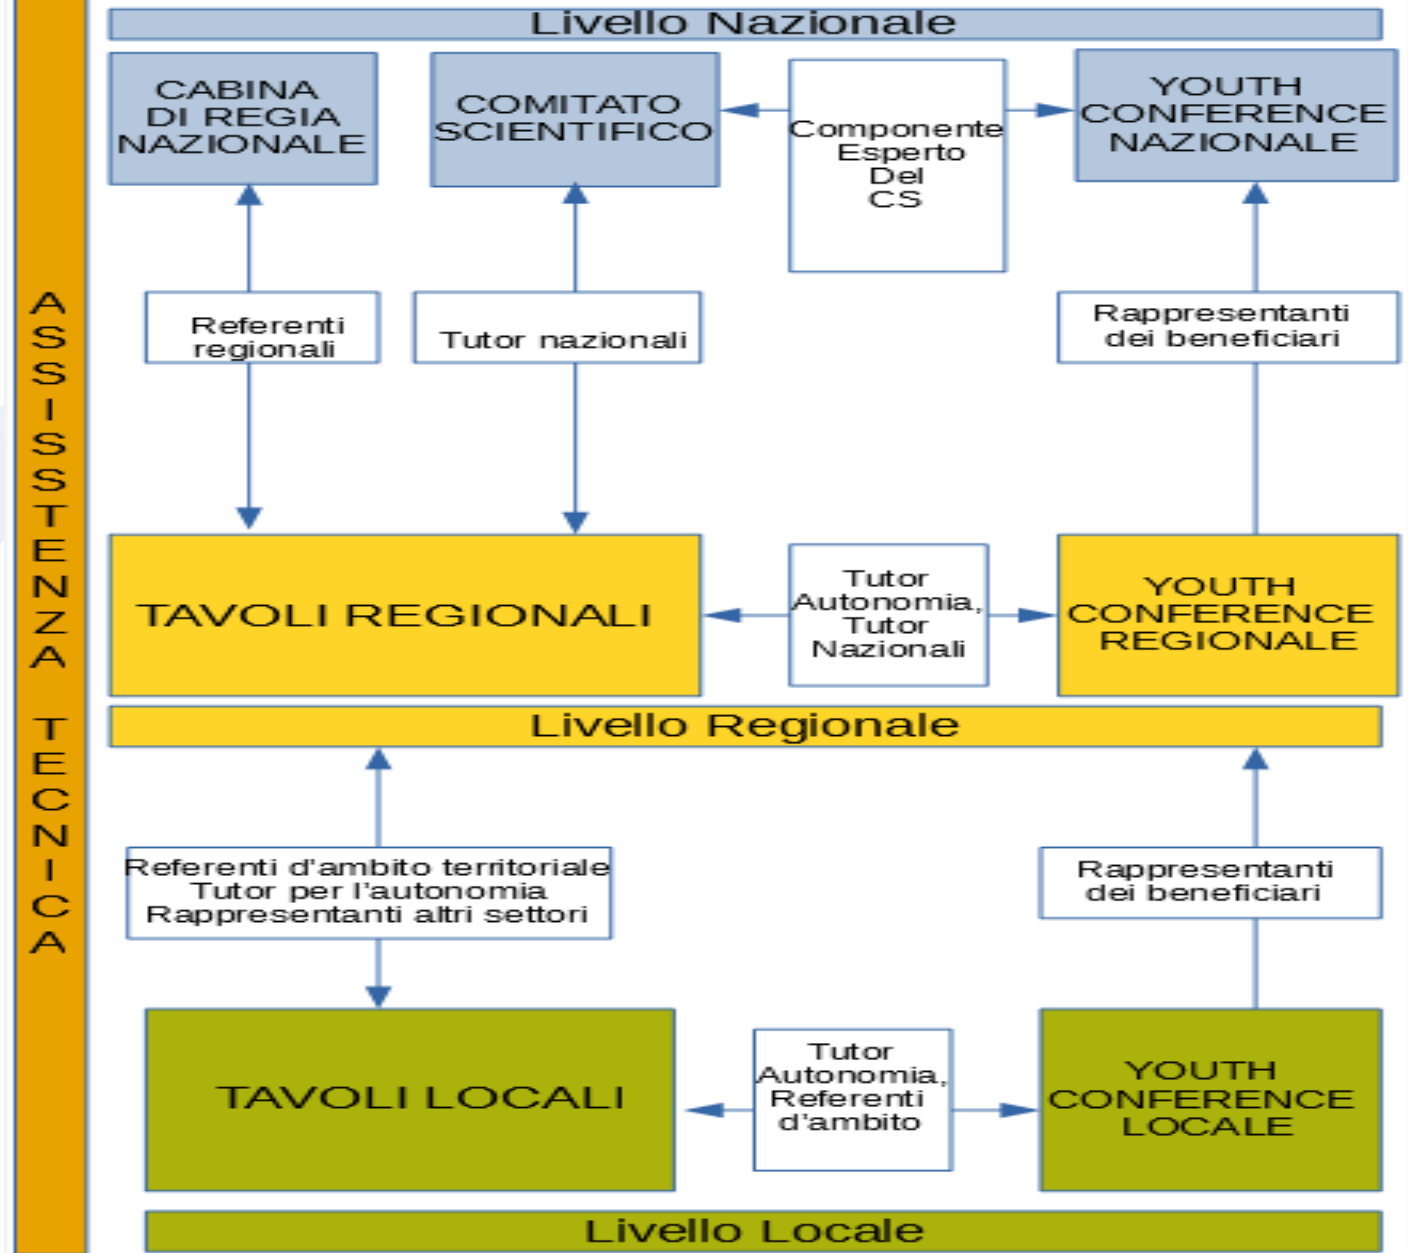 Livello Nazionale
CABINA
DI REGIA
NAZIONALE
COMITATO
SCIENTIFICO
Componente
Esperto
Del
CS
YOUTH
CONFERENCE
NAZIONALE
Referenti
regionali
Tutor nazionali
Rappresentanti
dei beneficiari
TAVOLI REGIONALI
Tutor
Autonomia,
Tutor
Nazionali
YOUTH
CONFERENCE
REGIONALE
Livello Regionale
Referenti d'ambito territoriale
Tutor per l'autonomia
Rappresentanti altri settori
Rappresentanti
dei beneficiari
TAVOLI LOCALI
Tutor
Autonomia,
Referenti
d'ambito
YOUTH
CONFERENCE
LOCALE
Livello Locale
ASSISSTENZA TECNICA